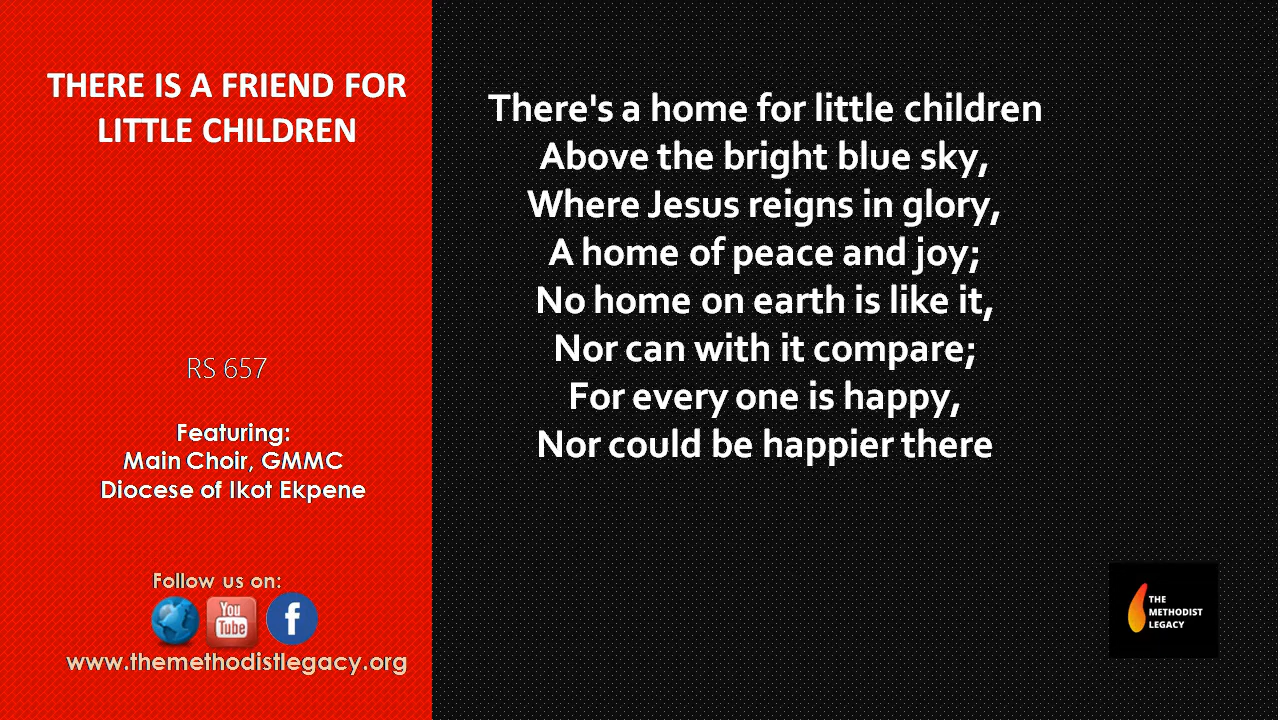 THERE IS A FRIEND FOR
LITTLE CHILDREN
RS 657
Featuring:
Main Choir, GMMC
Diocese of Ikot Ekpene
Follow us on:
You
Tube
f
www.themethodistlegacy.org
There's a home for little children
Above the bright blue sky,
Where Jesus reigns in glory,
A home of peace and joy;
No home on earth is like it,
Nor can with it compare;
For every one is happy,
Nor could be happier there
THE
METHODIST
LEGACY